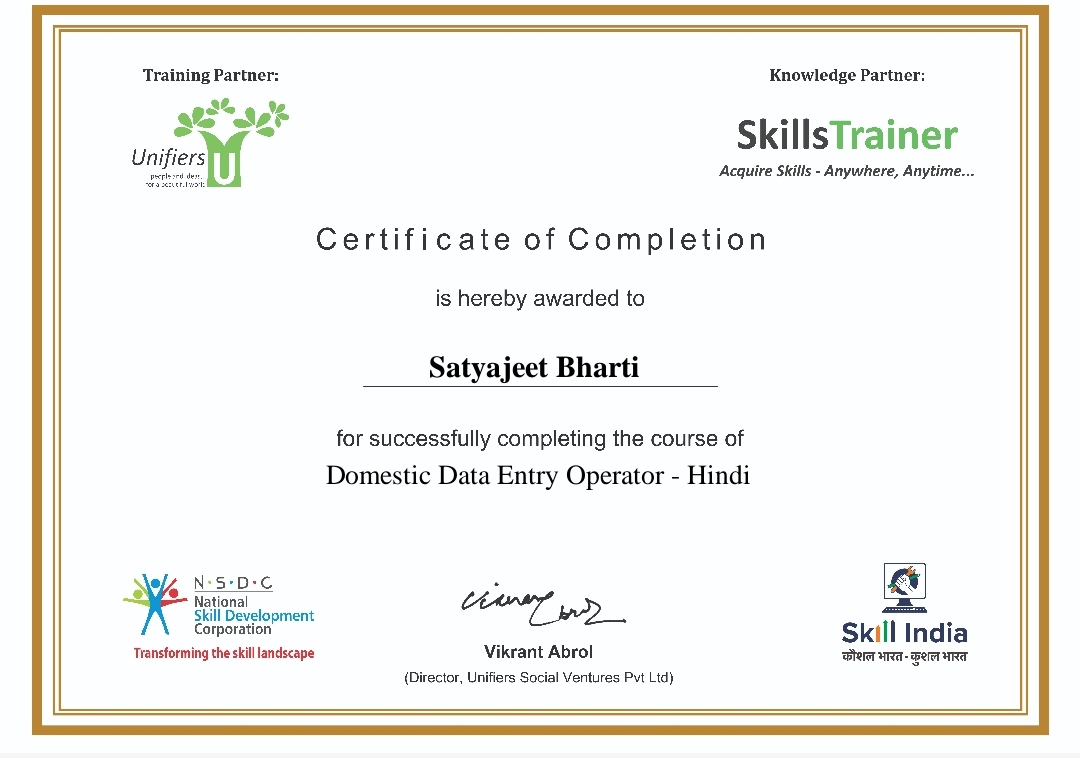 Training Partner:
Knowledge Partner:
Unifiers
people and ideas...
for a beautiful world
U
SkillsTrainer
Acquire Skills - Anywhere, Anytime...
Certificate of Completion
is hereby awarded to
Satyajeet Bharti
for successfully completing the course of
Domestic Data Entry Operator - Hindi
N·S·D·C
National
Skill Development
Corporation
Transforming the skill landscape
Vikrant Abrol
Vikrant Abrol
(Director, Unifiers Social Ventures Pvt Ltd)
Skill India
कौशल भारत - कुशल भारत